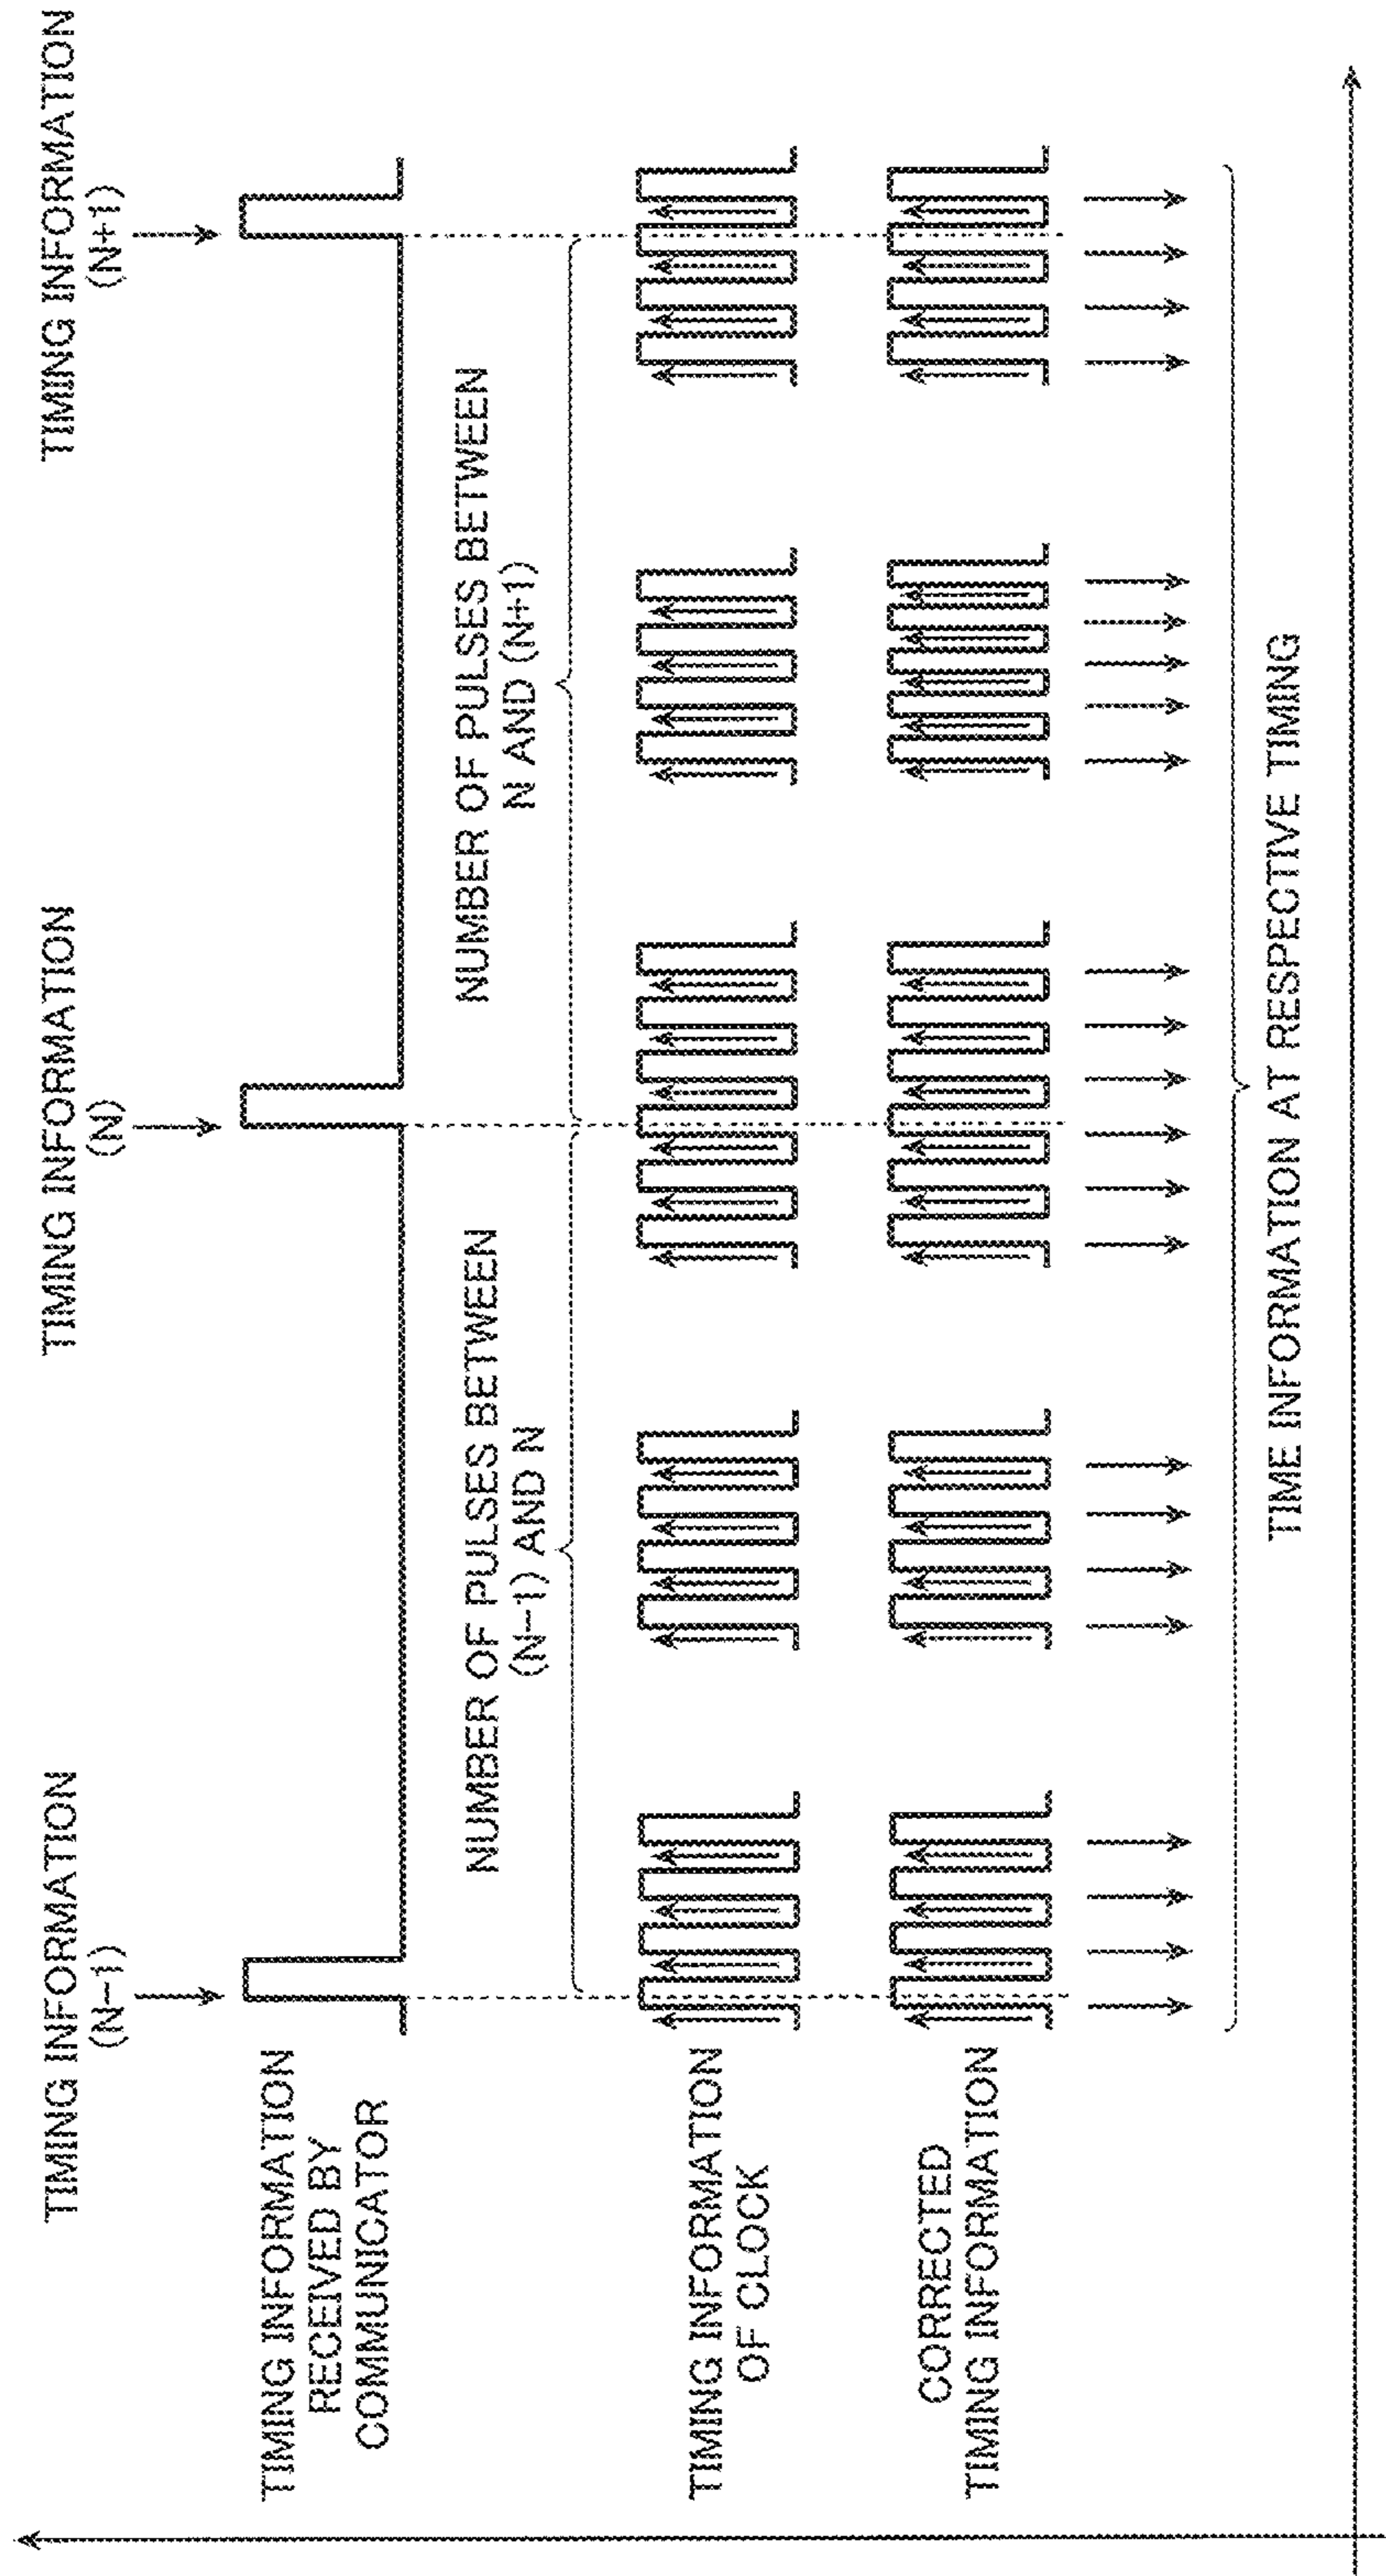 TIMING INFORMATION
(N−1)
TIMING INFORMATION
(N)
TIMING INFORMATION
(N+1)
TIMING INFORMATION
RECEIVED BY
COMMUNICATOR
NUMBER OF PULSES BETWEEN
(N−1) AND N
NUMBER OF PULSES BETWEEN
N AND (N+1)
TIMING INFORMATION
OF CLOCK
CORRECTED
TIMING INFORMATION
TIME INFORMATION AT RESPECTIVE TIMING